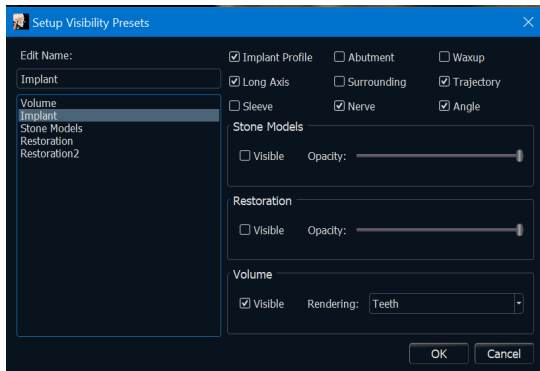 Setup Visibility Presets
Edit Name:
Implant
Volume
Implant
Stone Models
Restoration
Restoration2
Implant Profile
Abutment
Waxup
Long Axis
Surrounding
Trajectory
Sleeve
Nerve
Angle
Stone Models
Visible
Opacity:
Restoration
Visible
Opacity:
Volume
Visible
Rendering:
Teeth
OK
Cancel